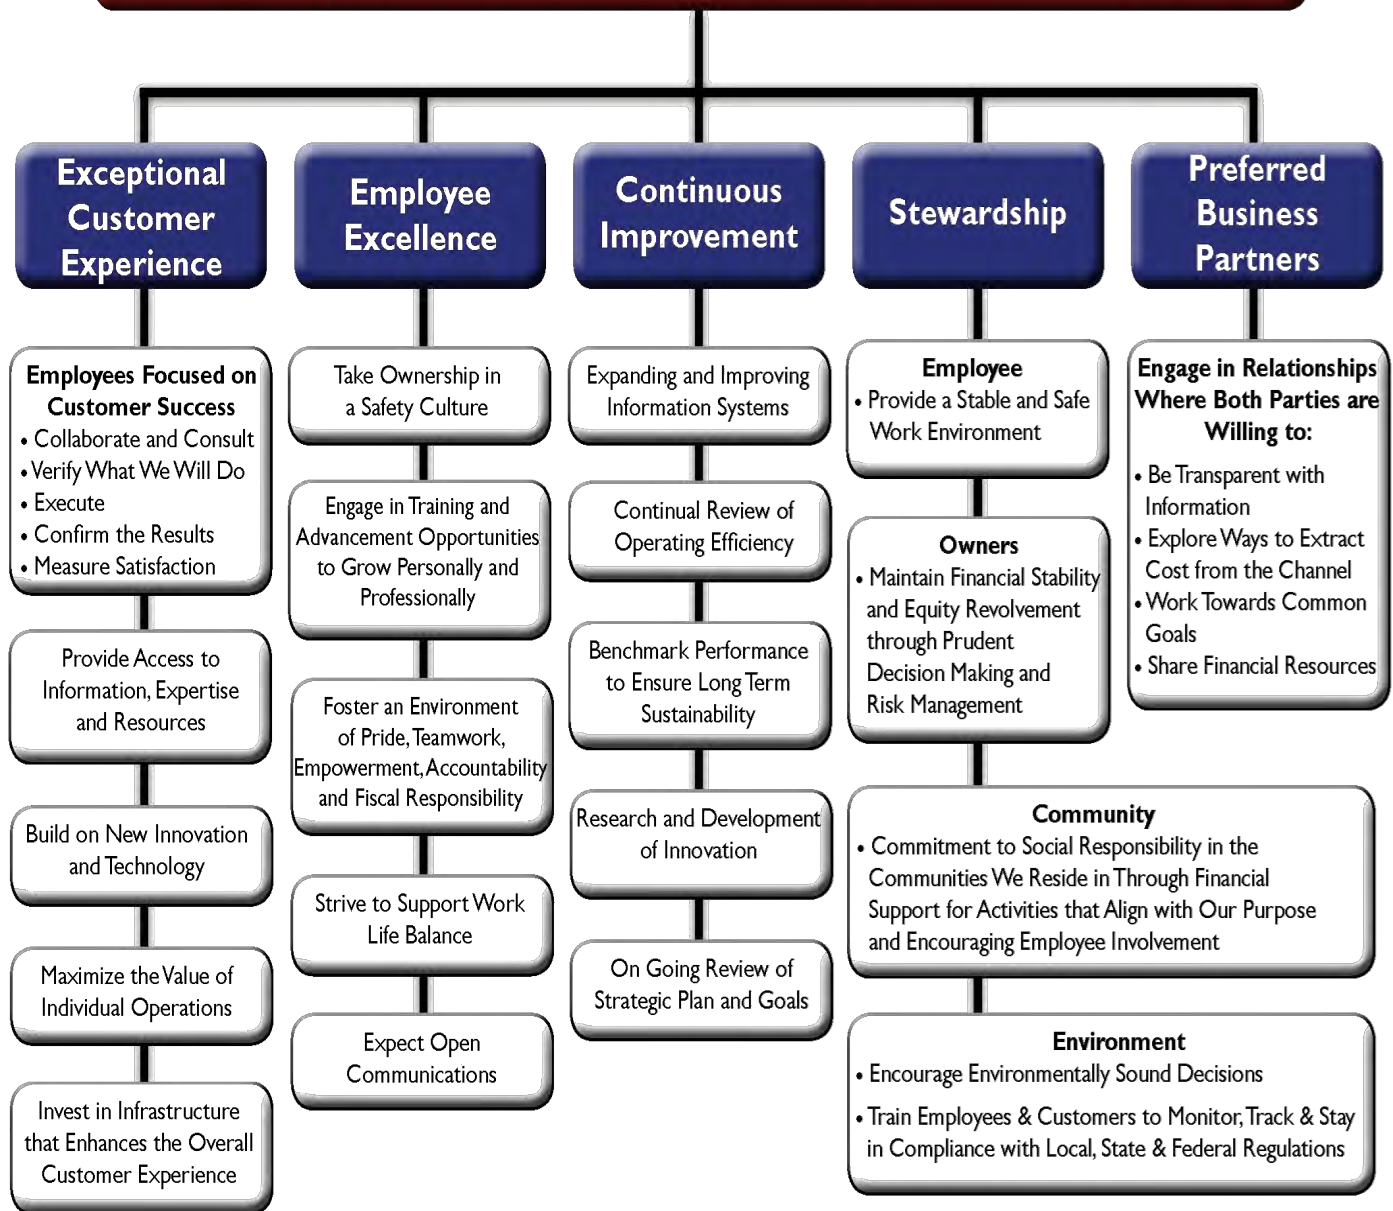 Exceptional
Customer
Experience
Employees Focused on
Customer Success
• Collaborate and Consult
• Verify What We Will Do
• Execute
• Confirm the Results
• Measure Satisfaction
Provide Access to
Information, Expertise
and Resources
Build on New Innovation
and Technology
Maximize the Value of
Individual Operations
Invest in Infrastructure
that Enhances the Overall
Customer Experience
Employee
Excellence
Take Ownership in
a Safety Culture
Engage in Training and
Advancement Opportunities
to Grow Personally and
Professionally
Foster an Environment
of Pride, Teamwork,
Empowerment, Accountability
and Fiscal Responsibility
Strive to Support Work
Life Balance
Expect Open
Communications
Continuous
Improvement
Expanding and Improving
Information Systems
Continual Review of
Operating Efficiency
Benchmark Performance
to Ensure Long Term
Sustainability
Research and Development
of Innovation
On Going Review of
Strategic Plan and Goals
Stewardship
Employee
• Provide a Stable and Safe
Work Environment
Owners
• Maintain Financial Stability
and Equity Revolvement
through Prudent
Decision Making and
Risk Management
Community
• Commitment to Social Responsibility in the
Communities We Reside in Through Financial
Support for Activities that Align with Our Purpose
and Encouraging Employee Involvement
Environment
• Encourage Environmentally Sound Decisions
• Train Employees & Customers to Monitor, Track & Stay
in Compliance with Local, State & Federal Regulations
Preferred
Business
Partners
Engage in Relationships
Where Both Parties are
Willing to:
• Be Transparent with
Information
• Explore Ways to Extract
Cost from the Channel
• Work Towards Common
Goals
• Share Financial Resources